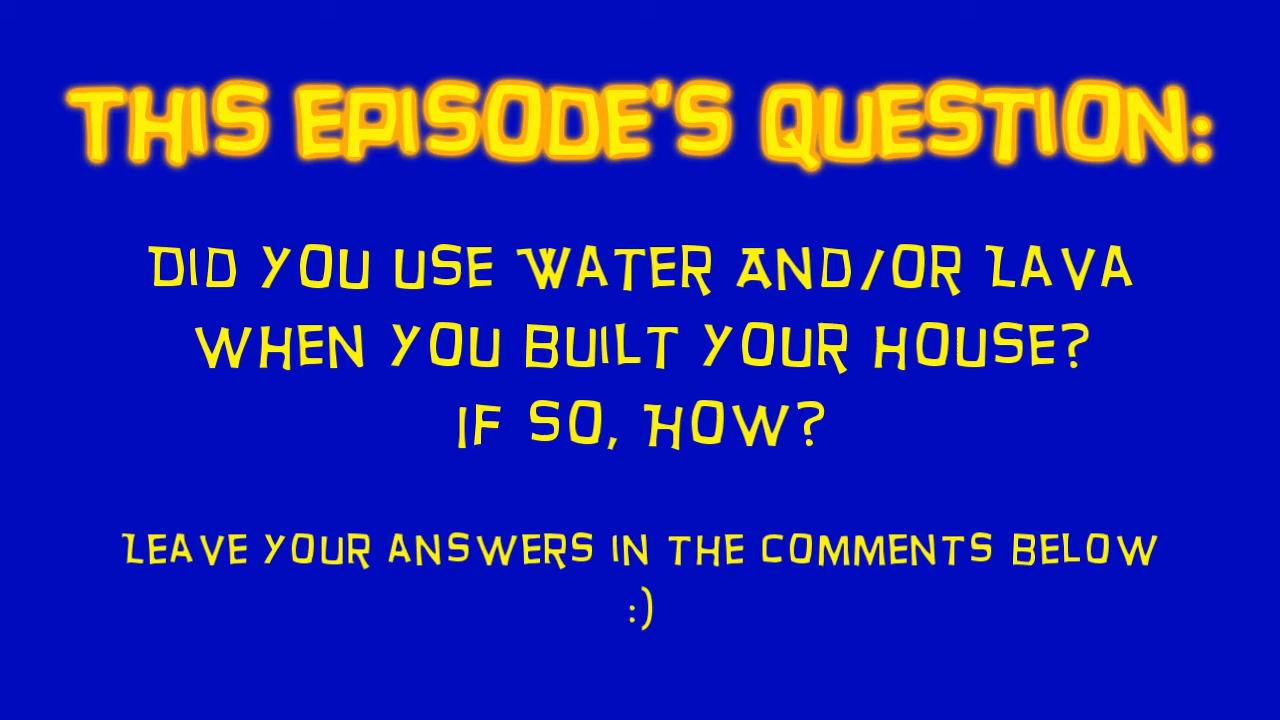 THIS EPISODE'S QUESTION:
DID YOU USE WATER AND/OR LAVA
WHEN YOU BUILT YOUR HOUSE?
IF SO, HOW?
LEAVE YOUR ANSWERS IN THE COMMENTS BELOW
:)